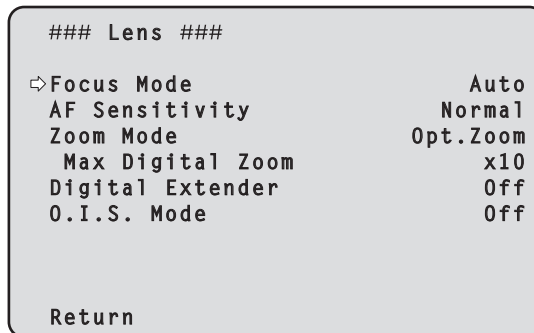 ### Lens ###
⇨Focus Mode Auto
AF Sensitivity Normal
Zoom Mode Opt.Zoom
Max Digital Zoom x10
Digital Extender Off
O.I.S. Mode Off
Return